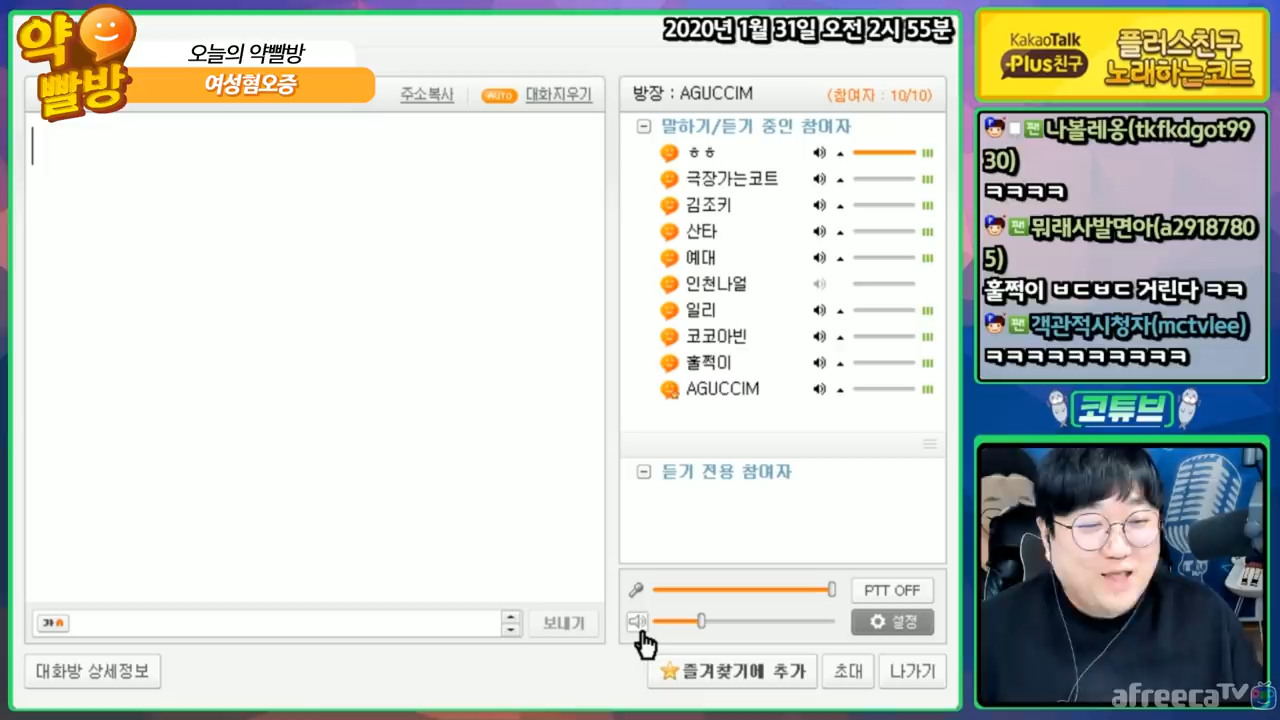 약빨방
오늘의 약빨방
여성혐오증
2020년 1월 31일 오전 2시 55분
주소복사
AUTO 대화지우기
방장 : AGUCCIM (참여자 : 10/10)
말하기/듣기 중인 참여자
ㅎㅎ
극장가는코트
김조키
산타
예대
인천나얼
일리
코코아빈
훌쩍이
AGUCCIM
듣기 전용 참여자
PTT OFF
설정
가
보내기
대화방 상세정보
즐겨찾기에 추가
초대
나가기
KakaoTalk
Plus친구
플러스친구
노래하는코트
팬 나볼레옹(tkfkdgot99
30)
ㅋㅋㅋㅋ
팬 뭐래사발면아(a2918780
5)
훌쩍이 ㅂㄷㅂㄷ 거린다 ㅋㅋ
팬 객관적시청자(mctvlee)
ㅋㅋㅋㅋㅋㅋㅋㅋㅋㅋ
코튜브
afreecaTV